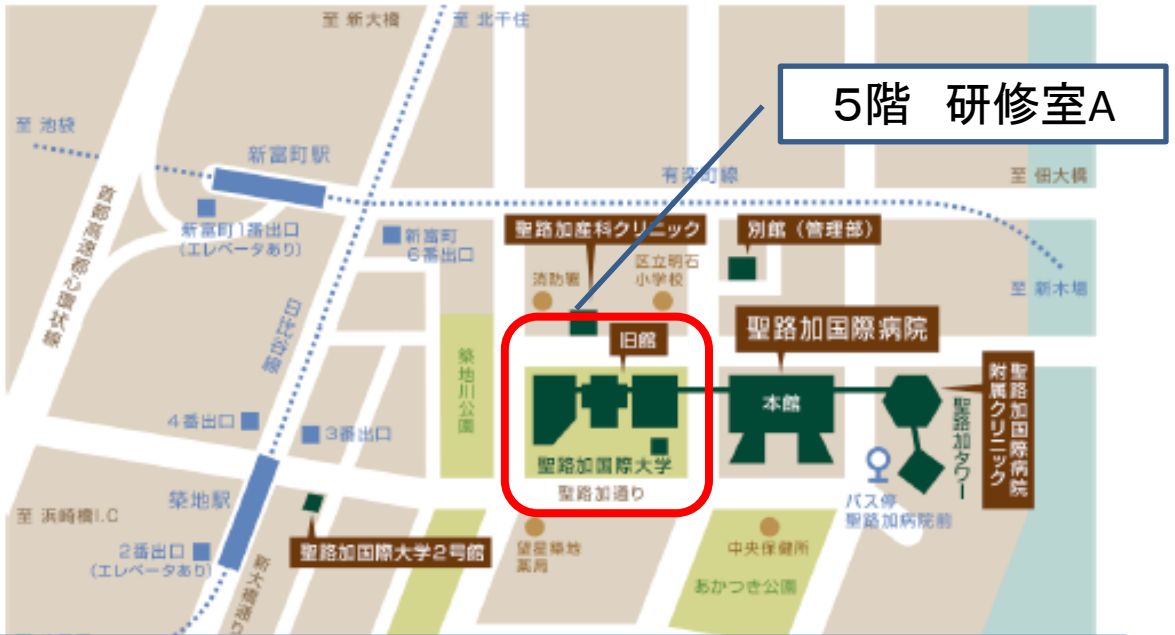 至 新大橋
至 北千住
5階　研修室A
至 池袋
新富町駅
有楽町線
至 佃大橋
首都高速都心環状線
新富町1番出口
(エレベータあり)
新富町
6番出口
聖路加産科クリニック
別館（管理部）
消防署
区立明石
小学校
至 新木場
日比谷線
旧館
聖路加国際病院
築地川公園
本館
聖路加国際病院
附属クリニック
聖路加タワー
4番出口
3番出口
聖路加国際大学
聖路加通り
築地駅
バス停
聖路加病院前
至 浜崎橋I.C
2番出口
(エレベータあり)
聖路加国際大学2号館
望星築地
薬局
中央保健所
あかつき公園
新大橋通り